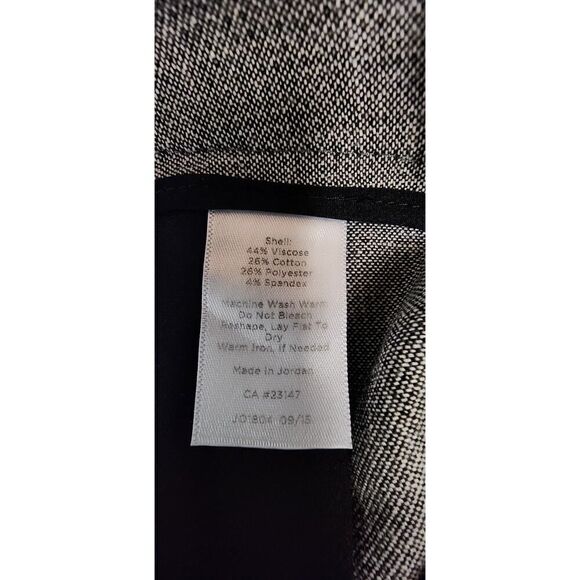 Shell:
44% Viscose
26% Cotton
26% Polyester
4% Spandex
Machine Wash Warm
Do Not Bleach
Reshape, Lay Flat To
Dry
Warm Iron, If Needed
Made in Jordan
CA #23147
JO1804 09/15